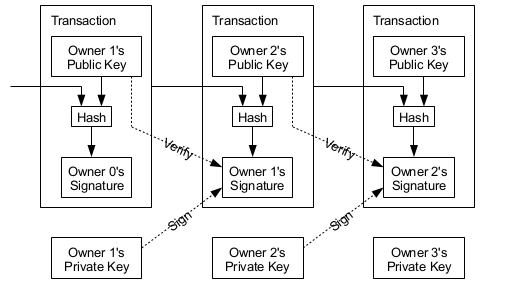 Transaction
Owner 1's
Public Key
Hash
Owner 0's
Signature
Transaction
Owner 2's
Public Key
Hash
Verify
Owner 1's
Signature
Transaction
Owner 3's
Public Key
Hash
Verify
Owner 2's
Signature
Owner 1's
Private Key
Sign
Owner 2's
Private Key
Sign
Owner 3's
Private Key